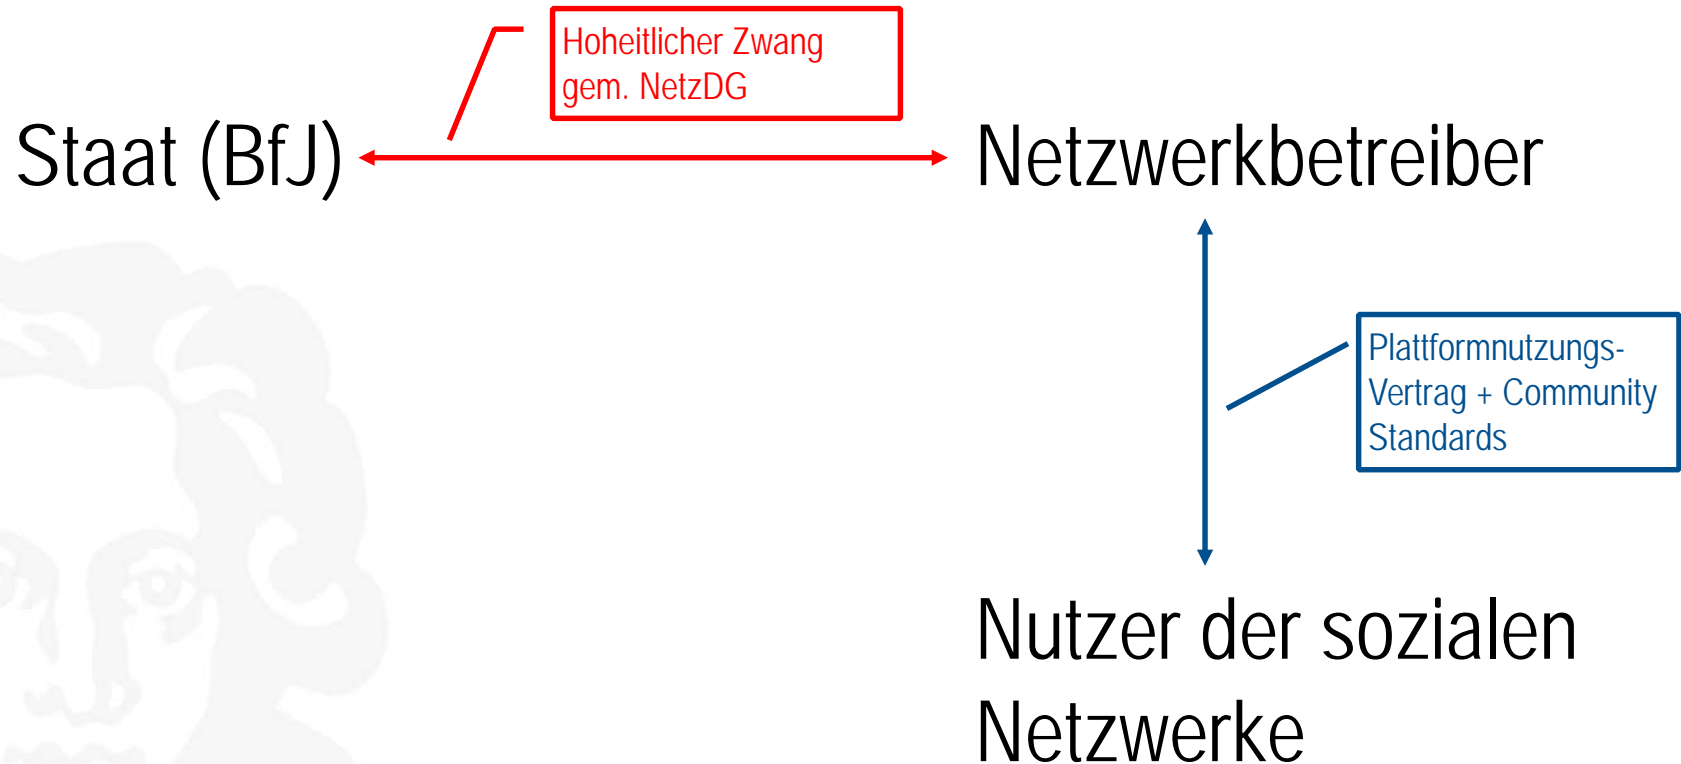 Hoheitlicher Zwang
gem. NetzDG
Staat (BfJ)
Netzwerkbetreiber
Plattformnutzungs-
Vertrag + Community
Standards
Nutzer der sozialen
Netzwerke